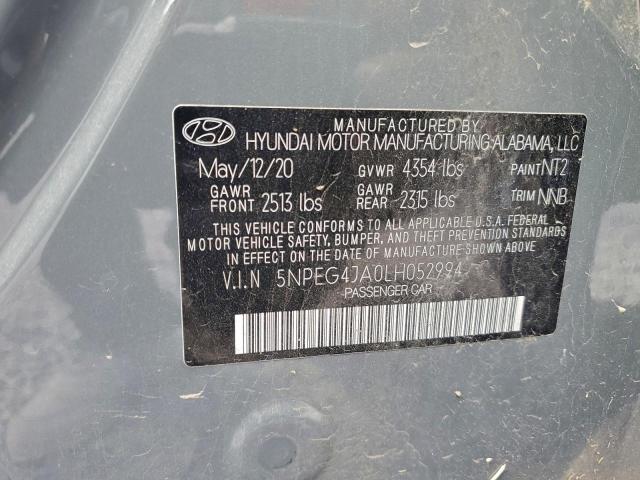 MANUFACTURED BY
HYUNDAI MOTOR MANUFACTURING ALABAMA, LLC
May/12/20 GVWR 4354 lbs PAINT NT2
GAWR FRONT 2513 lbs GAWR REAR 2315 lbs TRIM NNB
THIS VEHICLE CONFORMS TO ALL APPLICABLE U.S.A. FEDERAL
MOTOR VEHICLE SAFETY, BUMPER, AND THEFT PREVENTION STANDARDS
IN EFFECT ON THE DATE OF MANUFACTURE SHOWN ABOVE.
V.I.N 5NPEG4JA0LH052994
PASSENGER CAR